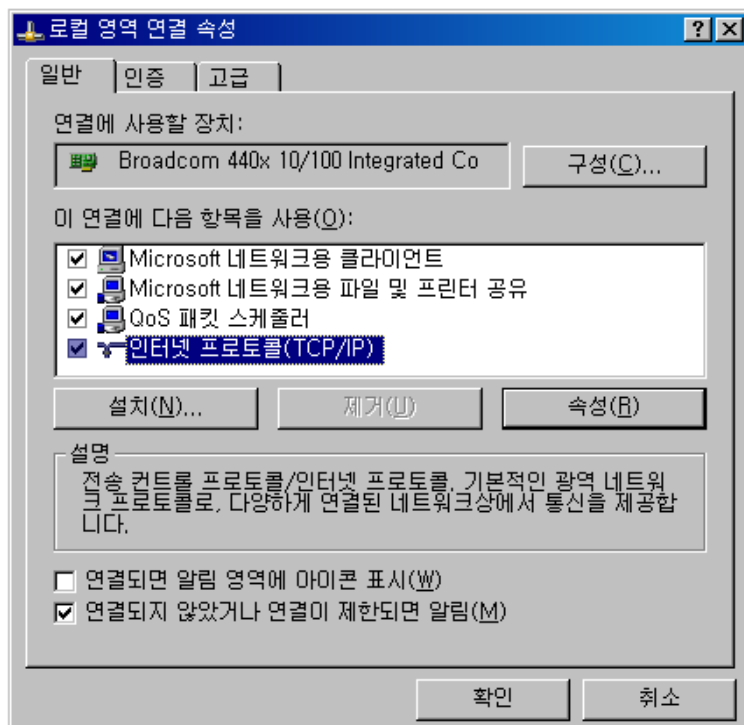 로컬 영역 연결 속성
일반 인증 고급
연결에 사용할 장치:
Broadcom 440x 10/100 Integrated Co 구성(C)...
이 연결에 다음 항목을 사용(O):
Microsoft 네트워크용 클라이언트
Microsoft 네트워크용 파일 및 프린터 공유
QoS 패킷 스케줄러
인터넷 프로토콜(TCP/IP)
설치(N)... 제거(U) 속성(R)
설명
전송 컨트롤 프로토콜/인터넷 프로토콜. 기본적인 광역 네트워
크 프로토콜로, 다양하게 연결된 네트워크상에서 통신을 제공합
니다.
연결되면 알림 영역에 아이콘 표시(W)
연결되지 않았거나 연결이 제한되면 알림(M)
확인 취소